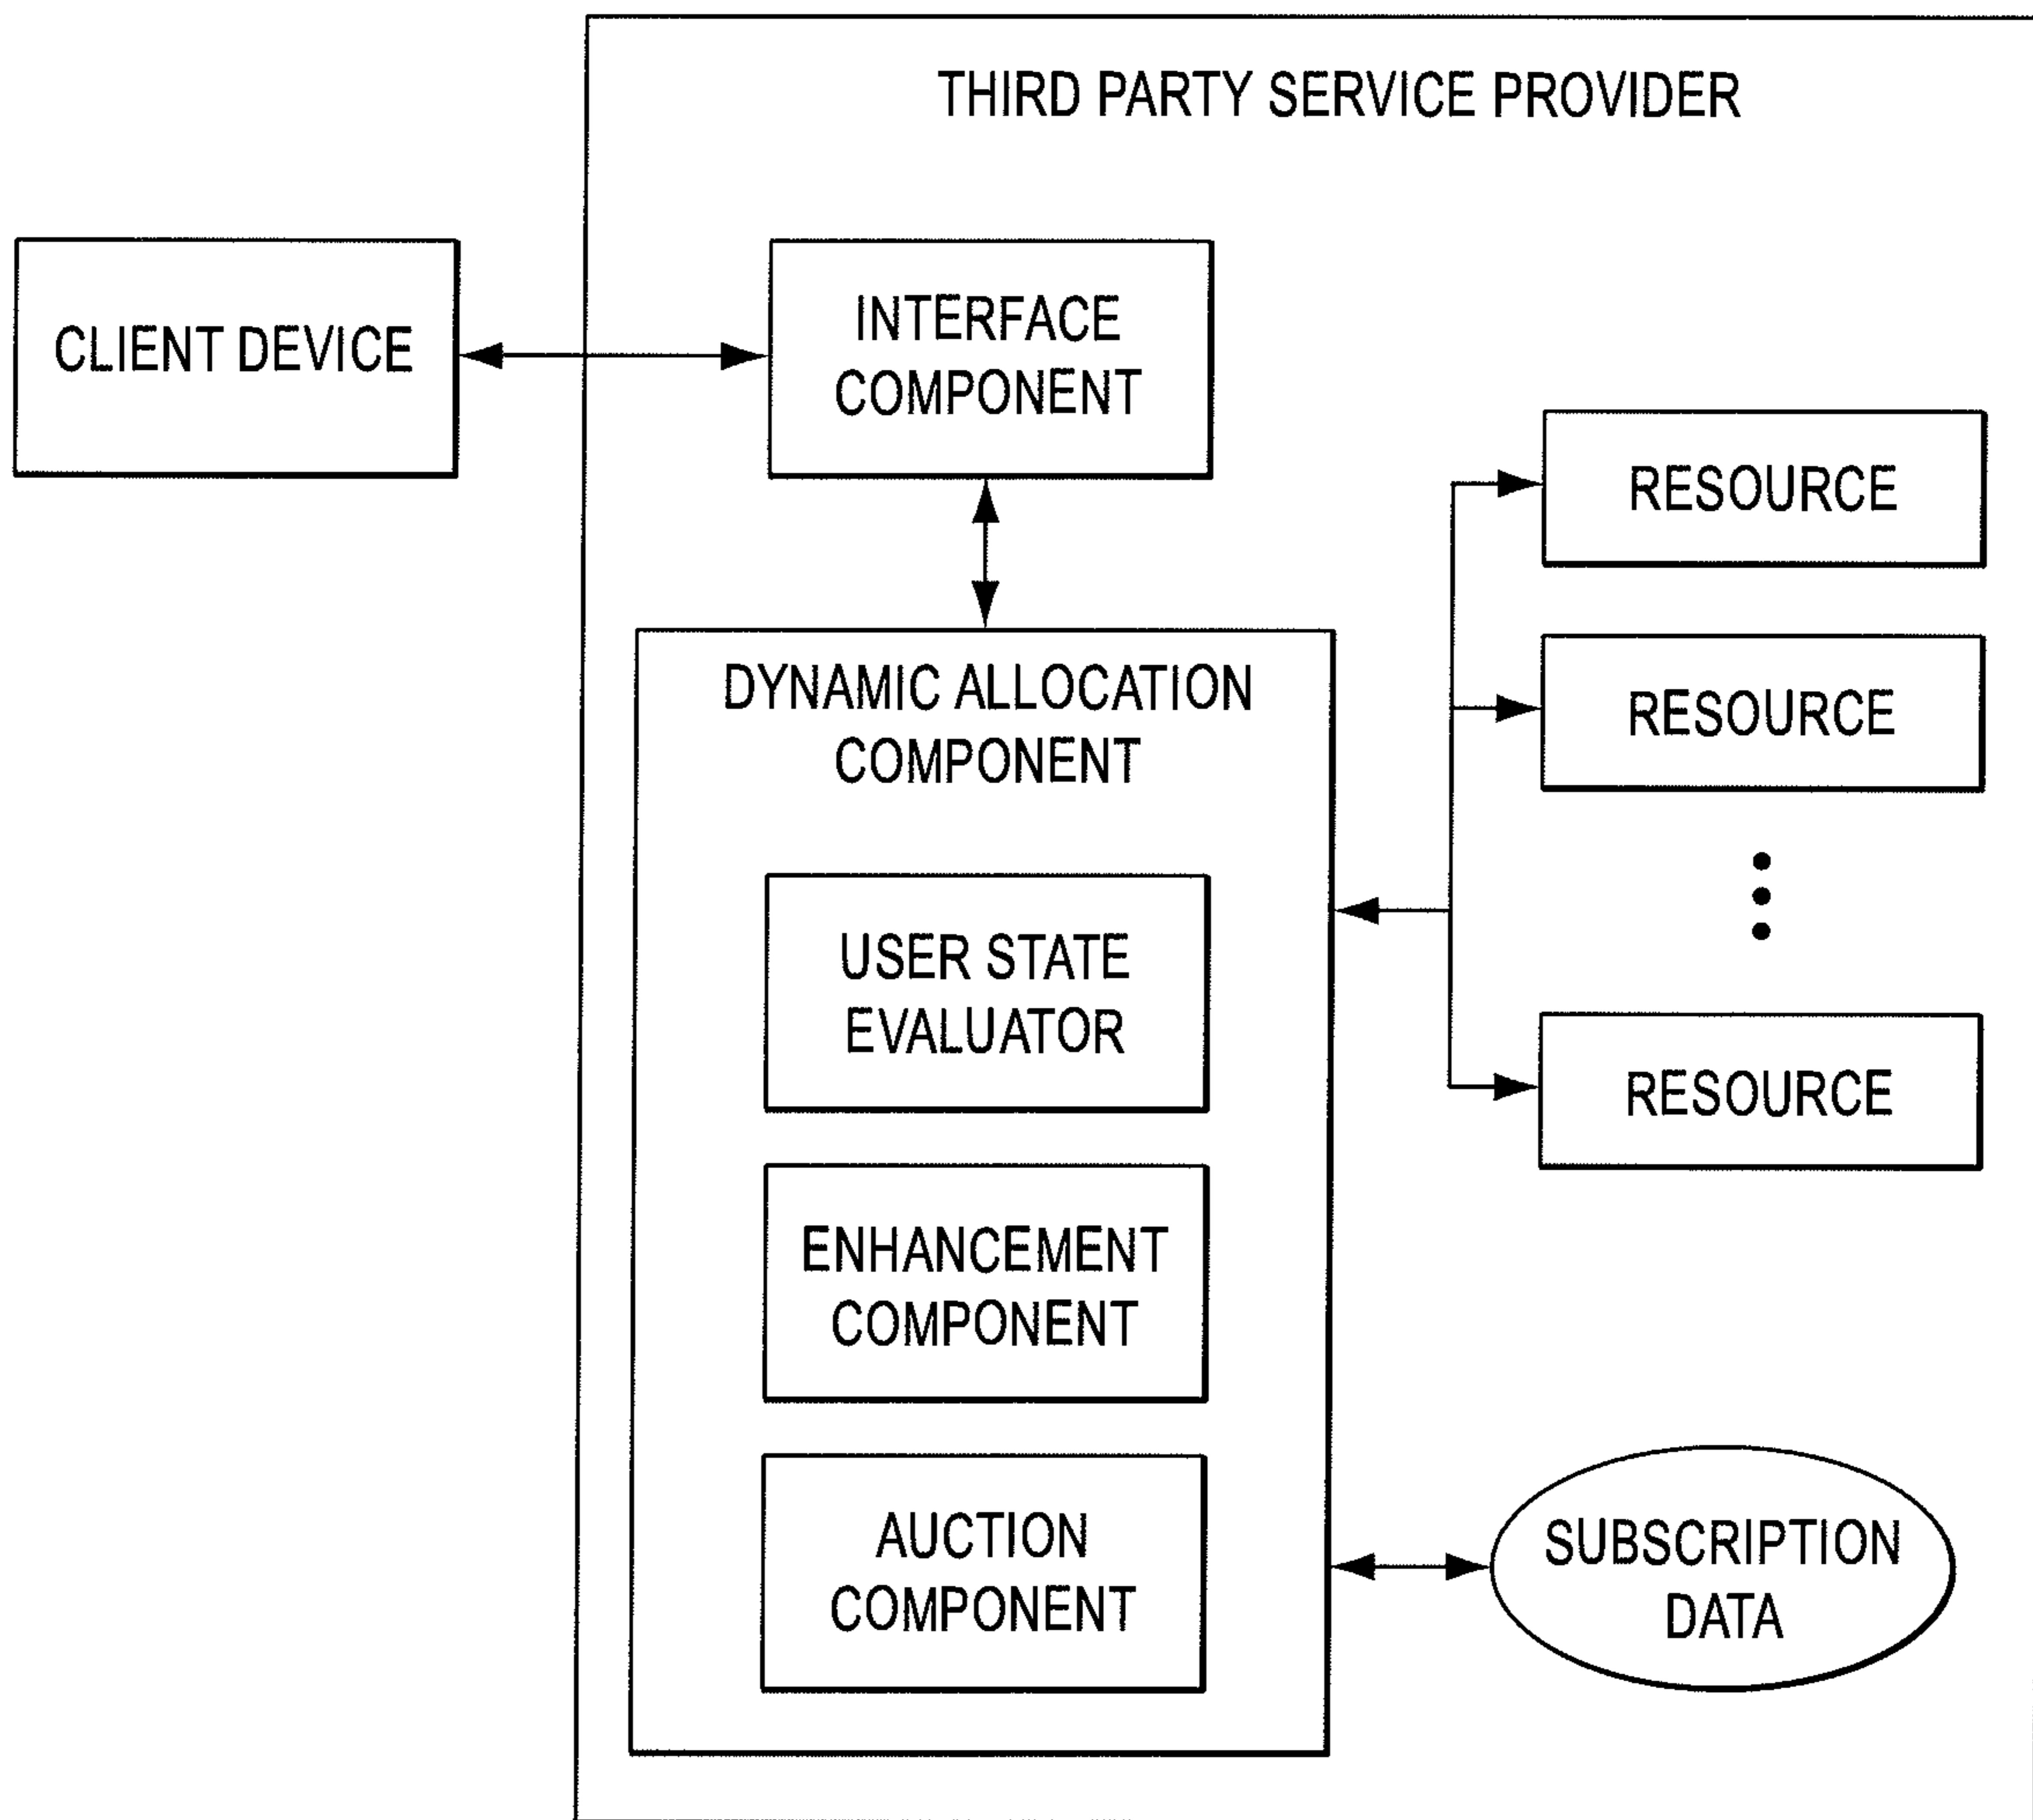 THIRD PARTY SERVICE PROVIDER
CLIENT DEVICE
INTERFACE
COMPONENT
RESOURCE
RESOURCE
RESOURCE
DYNAMIC ALLOCATION
COMPONENT
USER STATE
EVALUATOR
ENHANCEMENT
COMPONENT
AUCTION
COMPONENT
SUBSCRIPTION
DATA